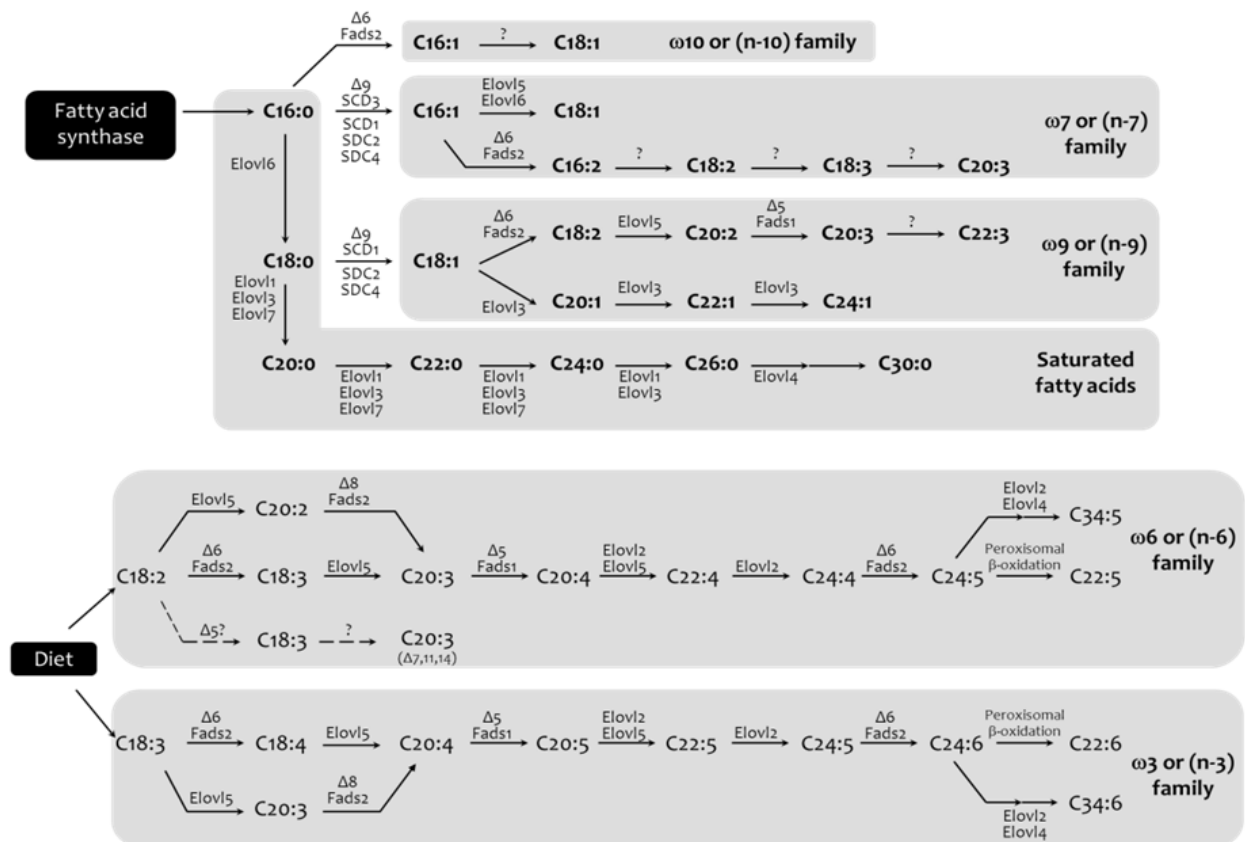 Δ6
Fads2
C16:1
?
C18:1
ω10 or (n-10) family
Fatty acid
synthase
C16:0
Δ9
SCD3
SCD1
SDC2
SDC4
C16:1
Elovl5
Elovl6
C18:1
ω7 or (n-7)
family
Δ6
Fads2
C16:2
?
C18:2
?
C18:3
?
C20:3
Elovl6
C18:0
Δ9
SCD1
SDC2
SDC4
C18:1
Δ6
Fads2
C18:2
Elovl5
C20:2
Δ5
Fads1
C20:3
?
C22:3
ω9 or (n-9)
family
Elovl3
C20:1
Elovl3
C22:1
Elovl3
C24:1
Elovl1
Elovl3
Elovl7
C20:0
Elovl1
Elovl3
Elovl7
C22:0
Elovl1
Elovl3
Elovl7
C24:0
Elovl1
Elovl3
C26:0
Elovl4
C30:0
Saturated
fatty acids
Diet
C18:2
Elovl5
C20:2
Δ8
Fads2
Δ6
Fads2
C18:3
Elovl5
C20:3
Δ5
Fads1
C20:4
Elovl2
Elovl5
C22:4
Elovl2
C24:4
Δ6
Fads2
C24:5
Elovl2
Elovl4
C34:5
Peroxisomal
β-oxidation
C22:5
ω6 or (n-6)
family
Δ5?
C18:3
?
C20:3
(Δ7,11,14)
C18:3
Δ6
Fads2
C18:4
Elovl5
C20:4
Δ5
Fads1
C20:5
Elovl2
Elovl5
C22:5
Elovl2
C24:5
Δ6
Fads2
C24:6
Peroxisomal
β-oxidation
C22:6
ω3 or (n-3)
family
Elovl5
C20:3
Δ8
Fads2
Elovl2
Elovl4
C34:6